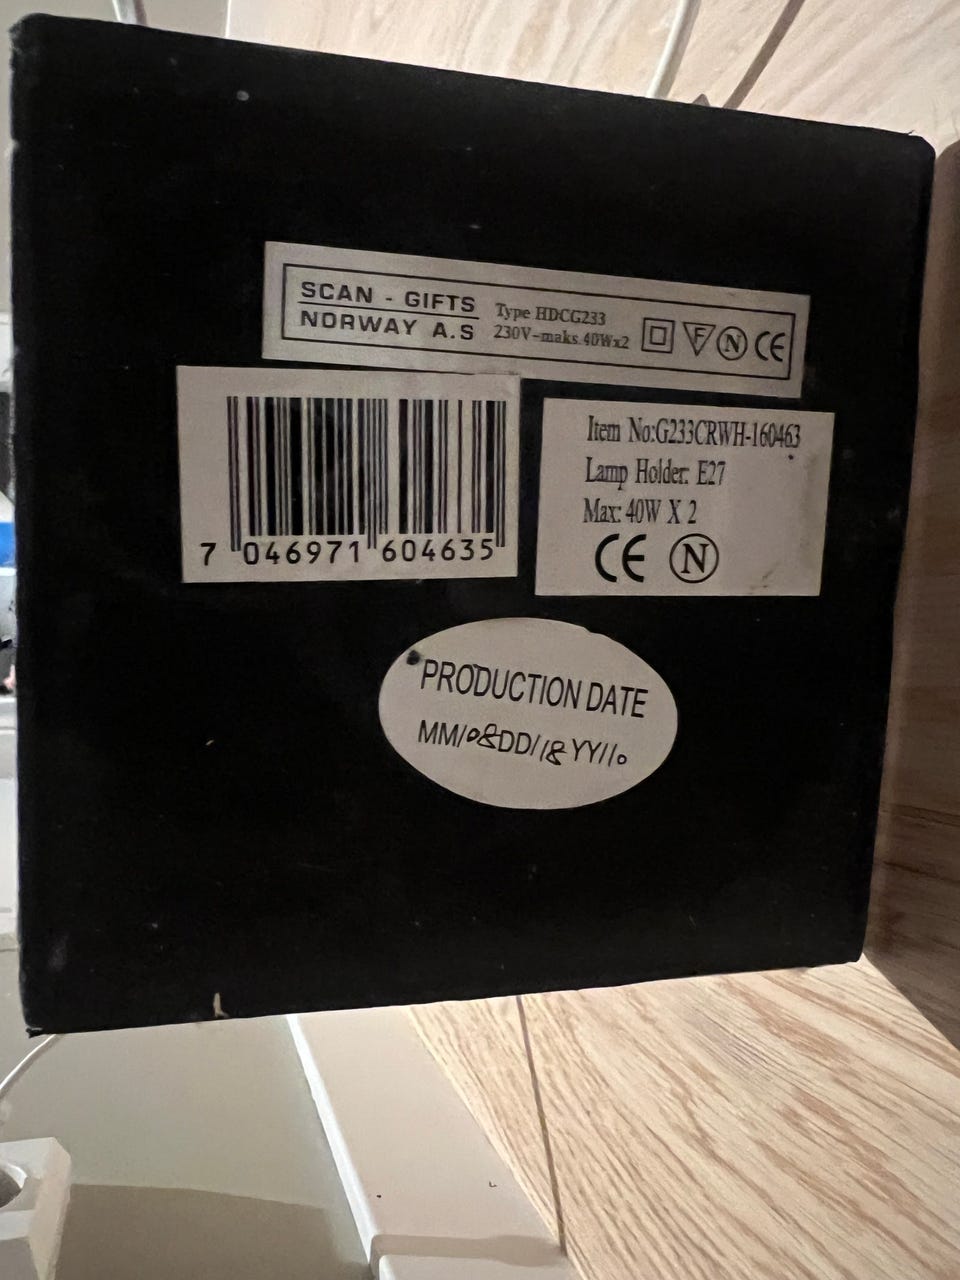 SCAN - GIFTS
NORWAY A.S
Type HDCG233
230V~maks.40Wx2
F N CE
7 046971 604635
Item No:G233CRWH-160463
Lamp Holder: E27
Max: 40W X 2
CE N
PRODUCTION DATE
MM/08DD/18YY/10